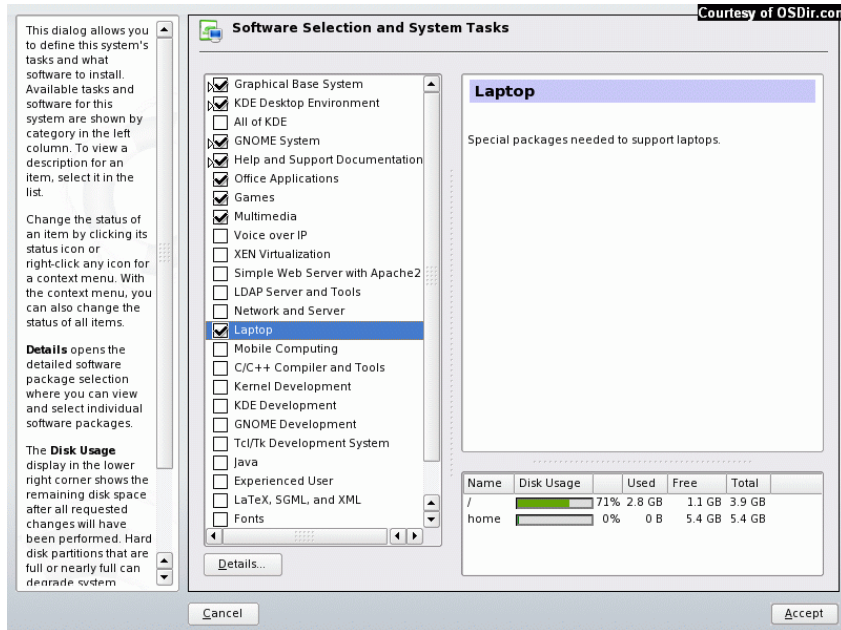 Courtesy of OSDir.com
This dialog allows you
to define this system's
tasks and what
software to install.
Available tasks and
software for this
system are shown by
category in the left
column. To view a
description for an
item, select it in the
list.
Change the status of
an item by clicking its
status icon or
right-click any icon for
a context menu. With
the context menu, you
can also change the
status of all items.
Details opens the
detailed software
package selection
where you can view
and select individual
software packages.
The Disk Usage
display in the lower
right corner shows the
remaining disk space
after all requested
changes will have
been performed. Hard
disk partitions that are
full or nearly full can
degrade system
Software Selection and System Tasks
Graphical Base System
KDE Desktop Environment
All of KDE
GNOME System
Help and Support Documentation
Office Applications
Games
Multimedia
Voice over IP
XEN Virtualization
Simple Web Server with Apache2
LDAP Server and Tools
Network and Server
Laptop
Mobile Computing
C/C++ Compiler and Tools
Kernel Development
KDE Development
GNOME Development
Tcl/Tk Development System
Java
Experienced User
LaTeX, SGML, and XML
Fonts
Details...
Laptop
Special packages needed to support laptops.
Name Disk Usage Used Free Total
/ 71% 2.8 GB 1.1 GB 3.9 GB
home 0% 0 B 5.4 GB 5.4 GB
Cancel
Accept